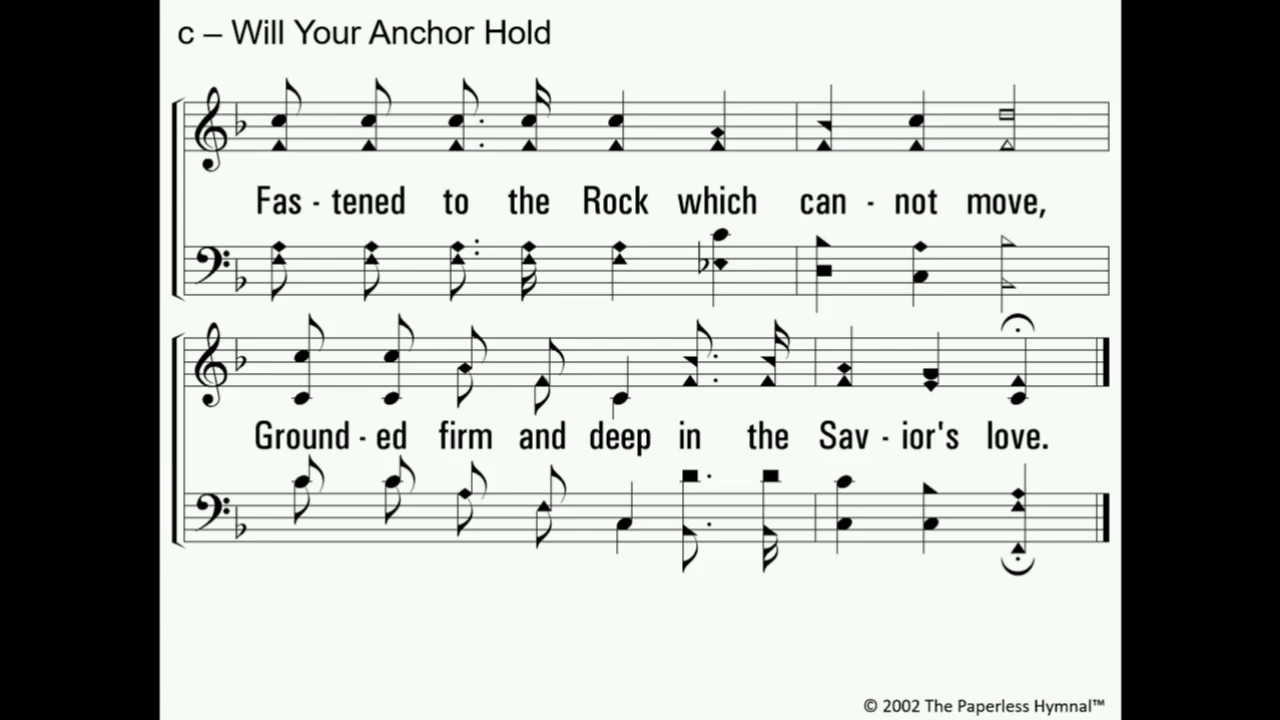 c – Will Your Anchor Hold
Fas - tened to the Rock which can - not move,
Ground - ed firm and deep in the Sav - ior's love.
© 2002 The Paperless Hymnal™